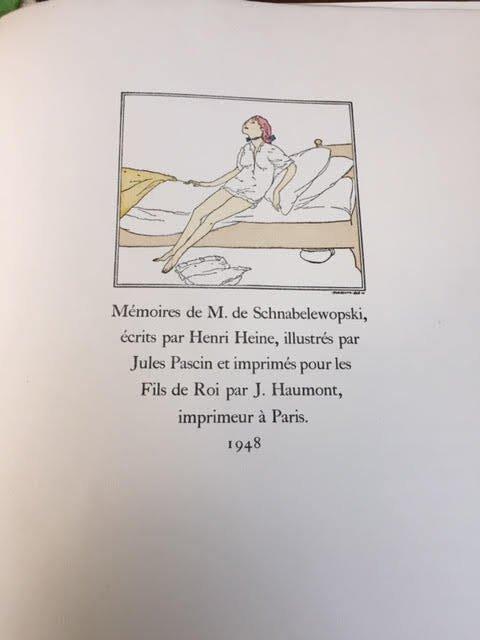 Mémoires de M. de Schnabelewopski,
écrits par Henri Heine, illustrés par
Jules Pascin et imprimés pour les
Fils de Roi par J. Haumont,
imprimeur à Paris.
1948